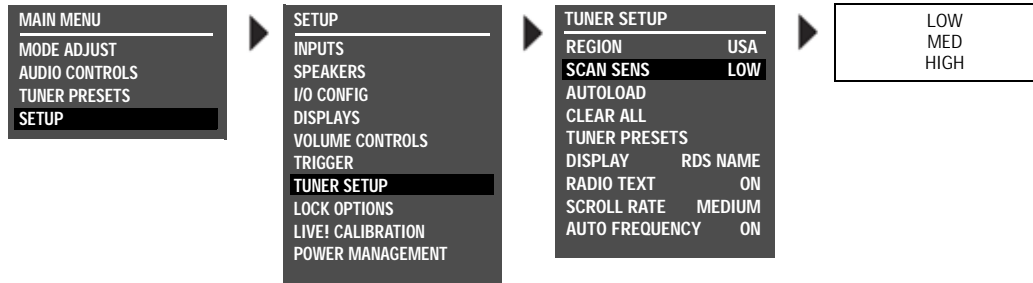 MAIN MENU
MODE ADJUST
AUDIO CONTROLS
TUNER PRESETS
SETUP
SETUP
INPUTS
SPEAKERS
I/O CONFIG
DISPLAYS
VOLUME CONTROLS
TRIGGER
TUNER SETUP
LOCK OPTIONS
LIVE! CALIBRATION
POWER MANAGEMENT
TUNER SETUP
REGION USA
SCAN SENS LOW
AUTOLOAD
CLEAR ALL
TUNER PRESETS
DISPLAY RDS NAME
RADIO TEXT ON
SCROLL RATE MEDIUM
AUTO FREQUENCY ON
LOW
MED
HIGH